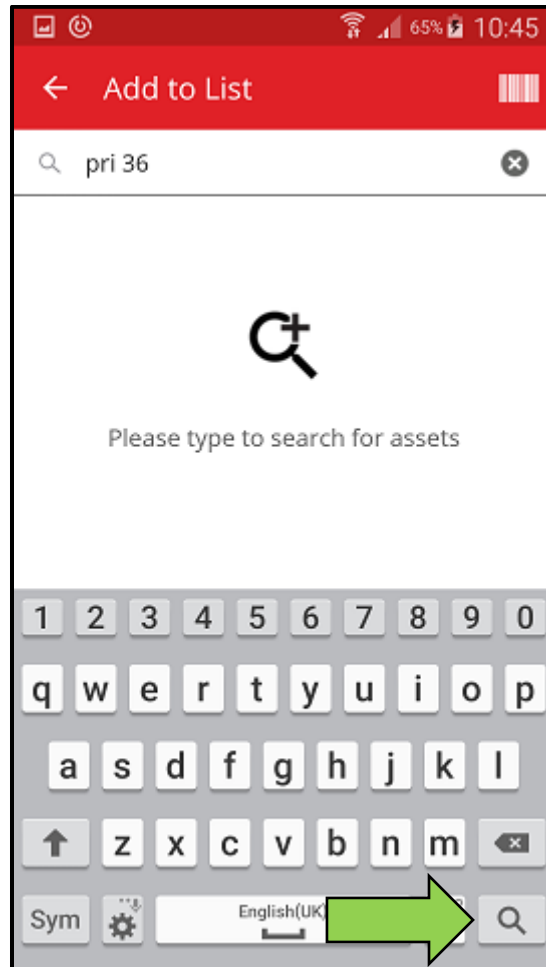 65% 10:45
Add to List
pri 36
Please type to search for assets
1 2 3 4 5 6 7 8 9 0
q w e r t y u i o p
a s d f g h j k l
z x c v b n m
Sym English(UK)